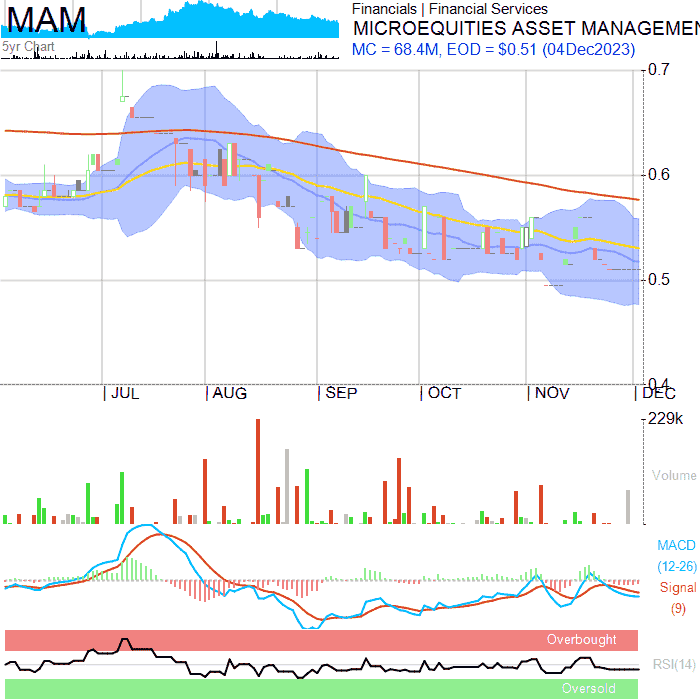 MAM
5yr Chart
Financials | Financial Services
MICROEQUITIES ASSET MANAGEMEN
MC = 68.4M, EOD = $0.51 (04Dec2023)
0.7
0.6
0.5
0.4
JUL AUG SEP OCT NOV DEC
229k
Volume
MACD
(12-26)
Signal
(9)
Overbought
RSI(14)
Oversold